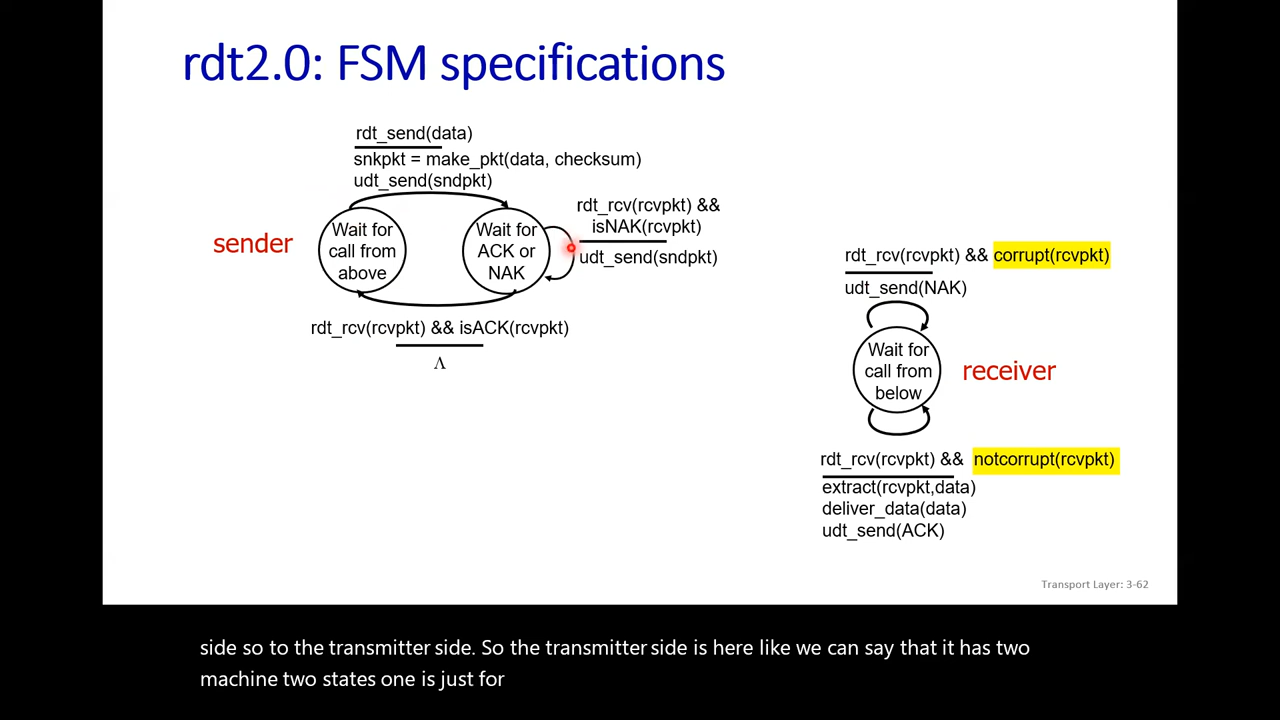 rdt2.0: FSM specifications
rdt_send(data)
snkpkt = make_pkt(data, checksum)
udt_send(sndpkt)
sender
Wait for
call from
above
Wait for
ACK or
NAK
rdt_rcv(rcvpkt) &&
isNAK(rcvpkt)
udt_send(sndpkt)
rdt_rcv(rcvpkt) && isACK(rcvpkt)
Λ
rdt_rcv(rcvpkt) && corrupt(rcvpkt)
udt_send(NAK)
Wait for
call from
below
receiver
rdt_rcv(rcvpkt) && notcorrupt(rcvpkt)
extract(rcvpkt,data)
deliver_data(data)
udt_send(ACK)
Transport Layer: 3-62
side so to the transmitter side. So the transmitter side is here like we can say that it has two
machine two states one is just for